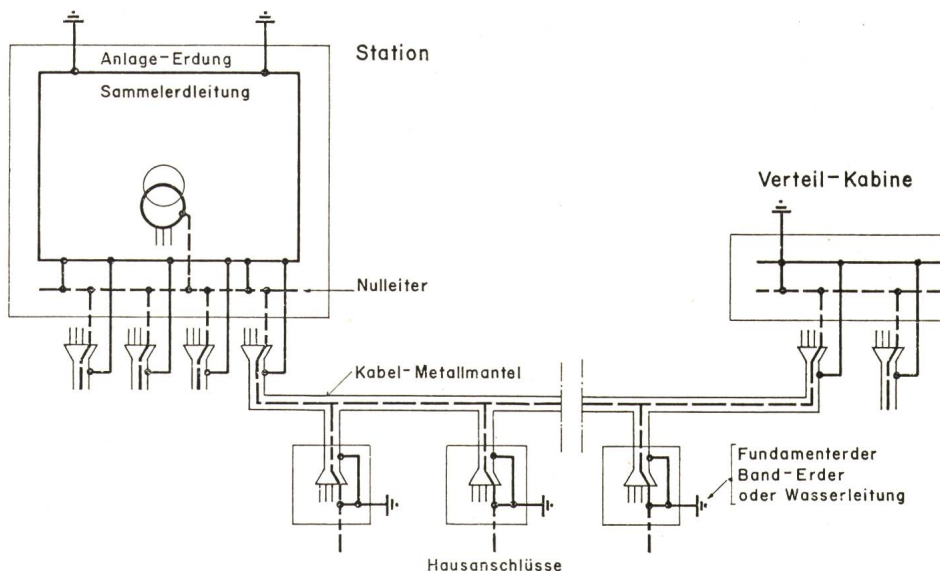 Station
Anlage-Erdung
Sammelerdleitung
Verteil-Kabine
Nulleiter
Kabel-Metallmantel
Fundamenterder
Band-Erder
oder Wasserleitung
Hausanschlüsse